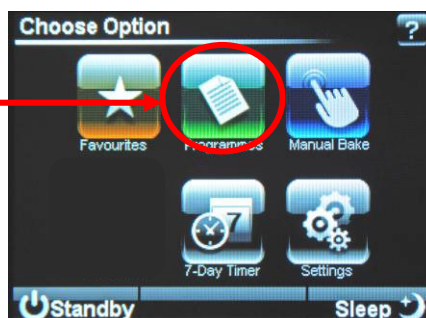 Choose Option
?
Favourites
Programmes
Manual Bake
7
7-Day Timer
Settings
Standby
Sleep